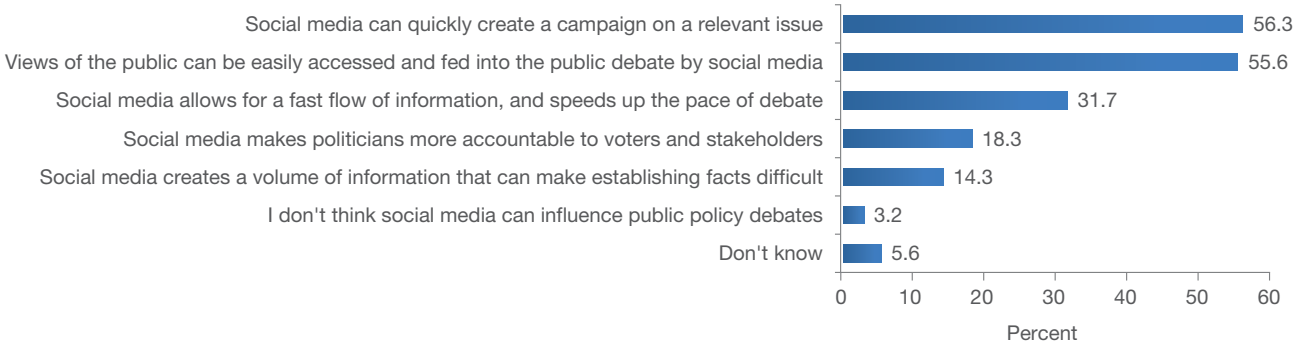 Social media can quickly create a campaign on a relevant issue 56.3
Views of the public can be easily accessed and fed into the public debate by social media 55.6
Social media allows for a fast flow of information, and speeds up the pace of debate 31.7
Social media makes politicians more accountable to voters and stakeholders 18.3
Social media creates a volume of information that can make establishing facts difficult 14.3
I don't think social media can influence public policy debates 3.2
Don't know 5.6
0 10 20 30 40 50 60
Percent